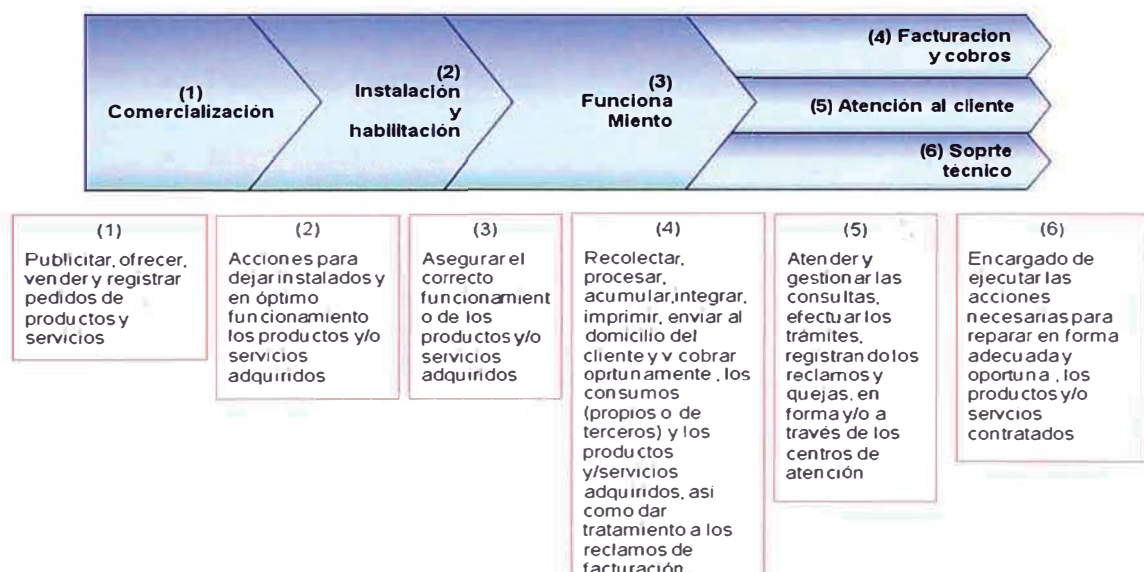 (1)
Comercialización
(2)
Instalación
y
habilitación
(3)
Funciona
Miento
(4) Facturacion
y cobros
(5) Atención al cliente
(6) Soprte
técnico
(1)
Publicitar, ofrecer,
vender y registrar
pedidos de
productos y
servicios
(2)
Acciones para
dejar instalados y
en óptimo
funcionamiento
los productos y/o
servicios
adquiridos
(3)
Asegurar el
correcto
funcionamient
o de los
productos y/o
servicios
adquiridos
(4)
Recolectar,
procesar,
acumular,integrar,
imprimir, enviar al
domicilio del
cliente y v cobrar
oprtunamente , los
consumos
(propios o de
terceros) y los
productos
y/servicios
adquiridos, asi
como dar
tratamiento a los
reclamos de
facturación.
(5)
Atender y
gestionar las
consultas,
efectuar los
trámites,
registrando los
reclamos y
quejas, en
forma y/o a
través de los
centros de
atención
(6)
Encargado de
ejecutar las
acciones
necesarias para
reparar en forma
adecuada y
oportuna , los
productos y/o
servcios
contratados